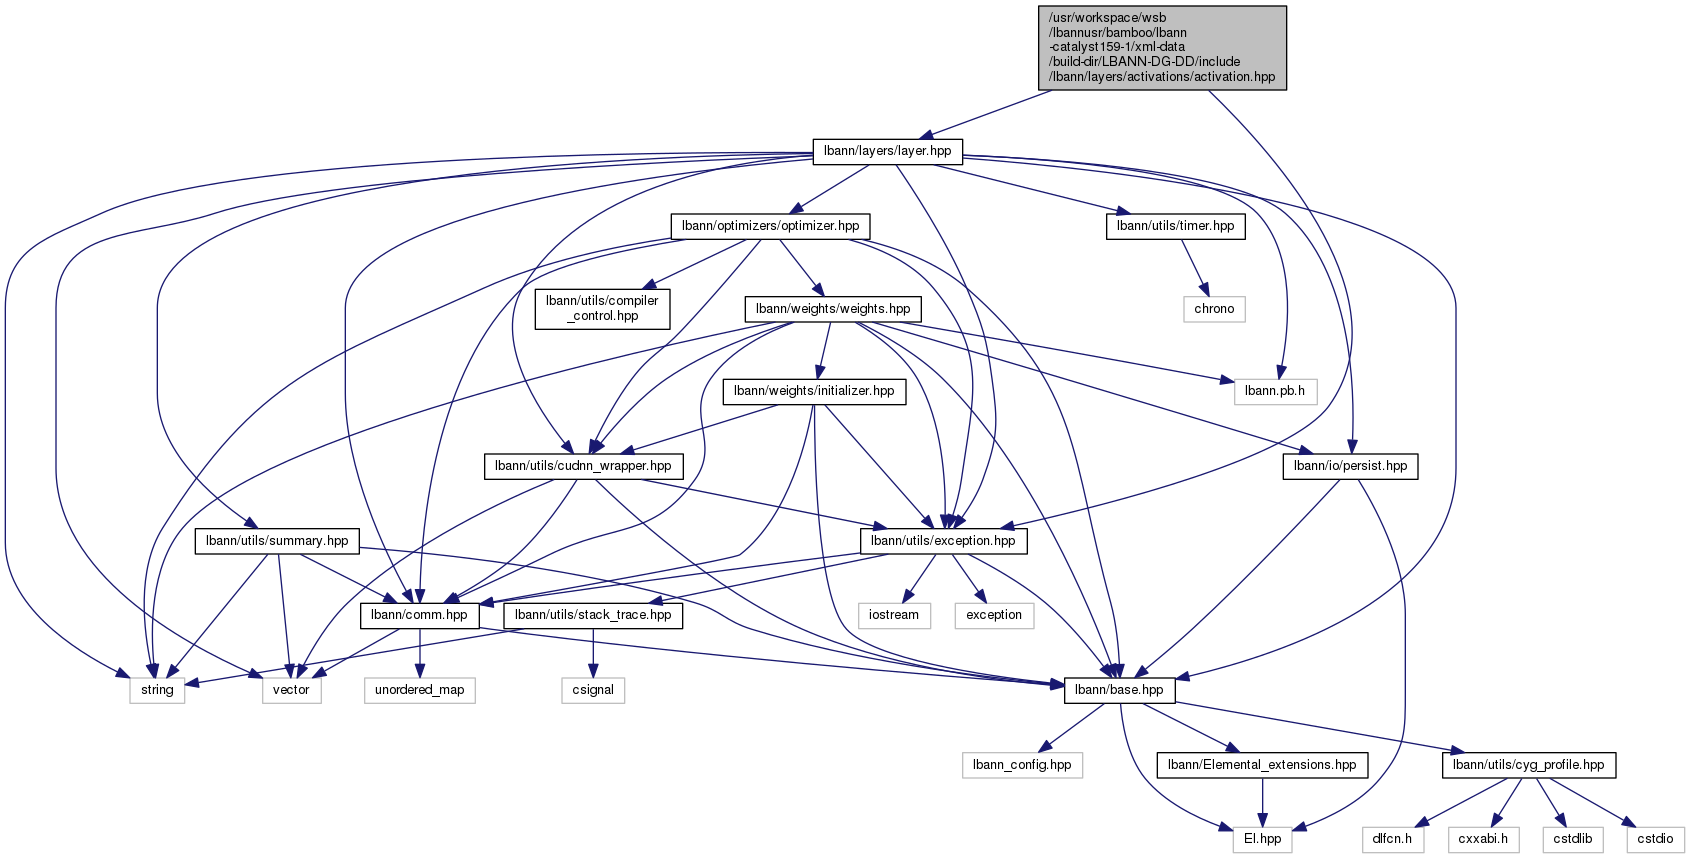 /usr/workspace/wsb
/lbannusr/bamboo/lbann
-catalyst159-1/xml-data
/build-dir/LBANN-DG-DD/include
/lbann/layers/activations/activation.hpp
lbann/layers/layer.hpp
lbann/optimizers/optimizer.hpp
lbann/utils/timer.hpp
lbann/utils/compiler
_control.hpp
lbann/weights/weights.hpp
chrono
lbann/weights/initializer.hpp
lbann.pb.h
lbann/utils/cudnn_wrapper.hpp
lbann/io/persist.hpp
lbann/utils/summary.hpp
lbann/utils/exception.hpp
lbann/comm.hpp
lbann/utils/stack_trace.hpp
iostream
exception
string
vector
unordered_map
csignal
lbann/base.hpp
lbann_config.hpp
lbann/Elemental_extensions.hpp
lbann/utils/cyg_profile.hpp
El.hpp
dlfcn.h
cxxabi.h
cstdlib
cstdio